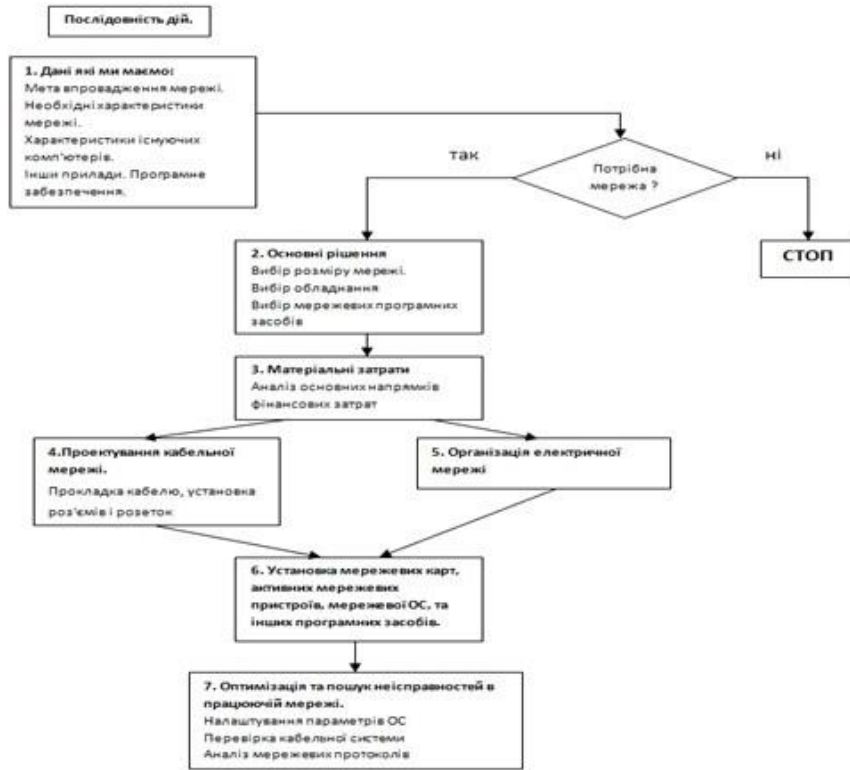 Послідовність дій.
1. Дані які ми маємо:
Мета впровадження мережі.
Необхідні характеристики
мережі.
Характеристики існуючих
комп'ютерів.
Інши прилади. Програмне
забезпечення.
так
Потрібна
мережа ?
ні
СТОП
2. Основні рішення
Вибір розміру мережі.
Вибір обладнання
Вибір мережевих програмних
засобів
3. Матеріальні затрати
Аналіз основних напрямків
фінансових затрат
4.Проектування кабельної
мережі.
Прокладка кабелю, установка
роз'ємів і розеток
5. Організація електричної
мережі
6. Установка мережевих карт,
активних мережевих
пристроїв, мережевої ОС, та
інших програмних засобів.
7. Оптимізація та пошук неісправностей в
працюючій мережі.
Налаштування параметрів ОС
Перевірка кабельної системи
Аналіз мережевих протоколів